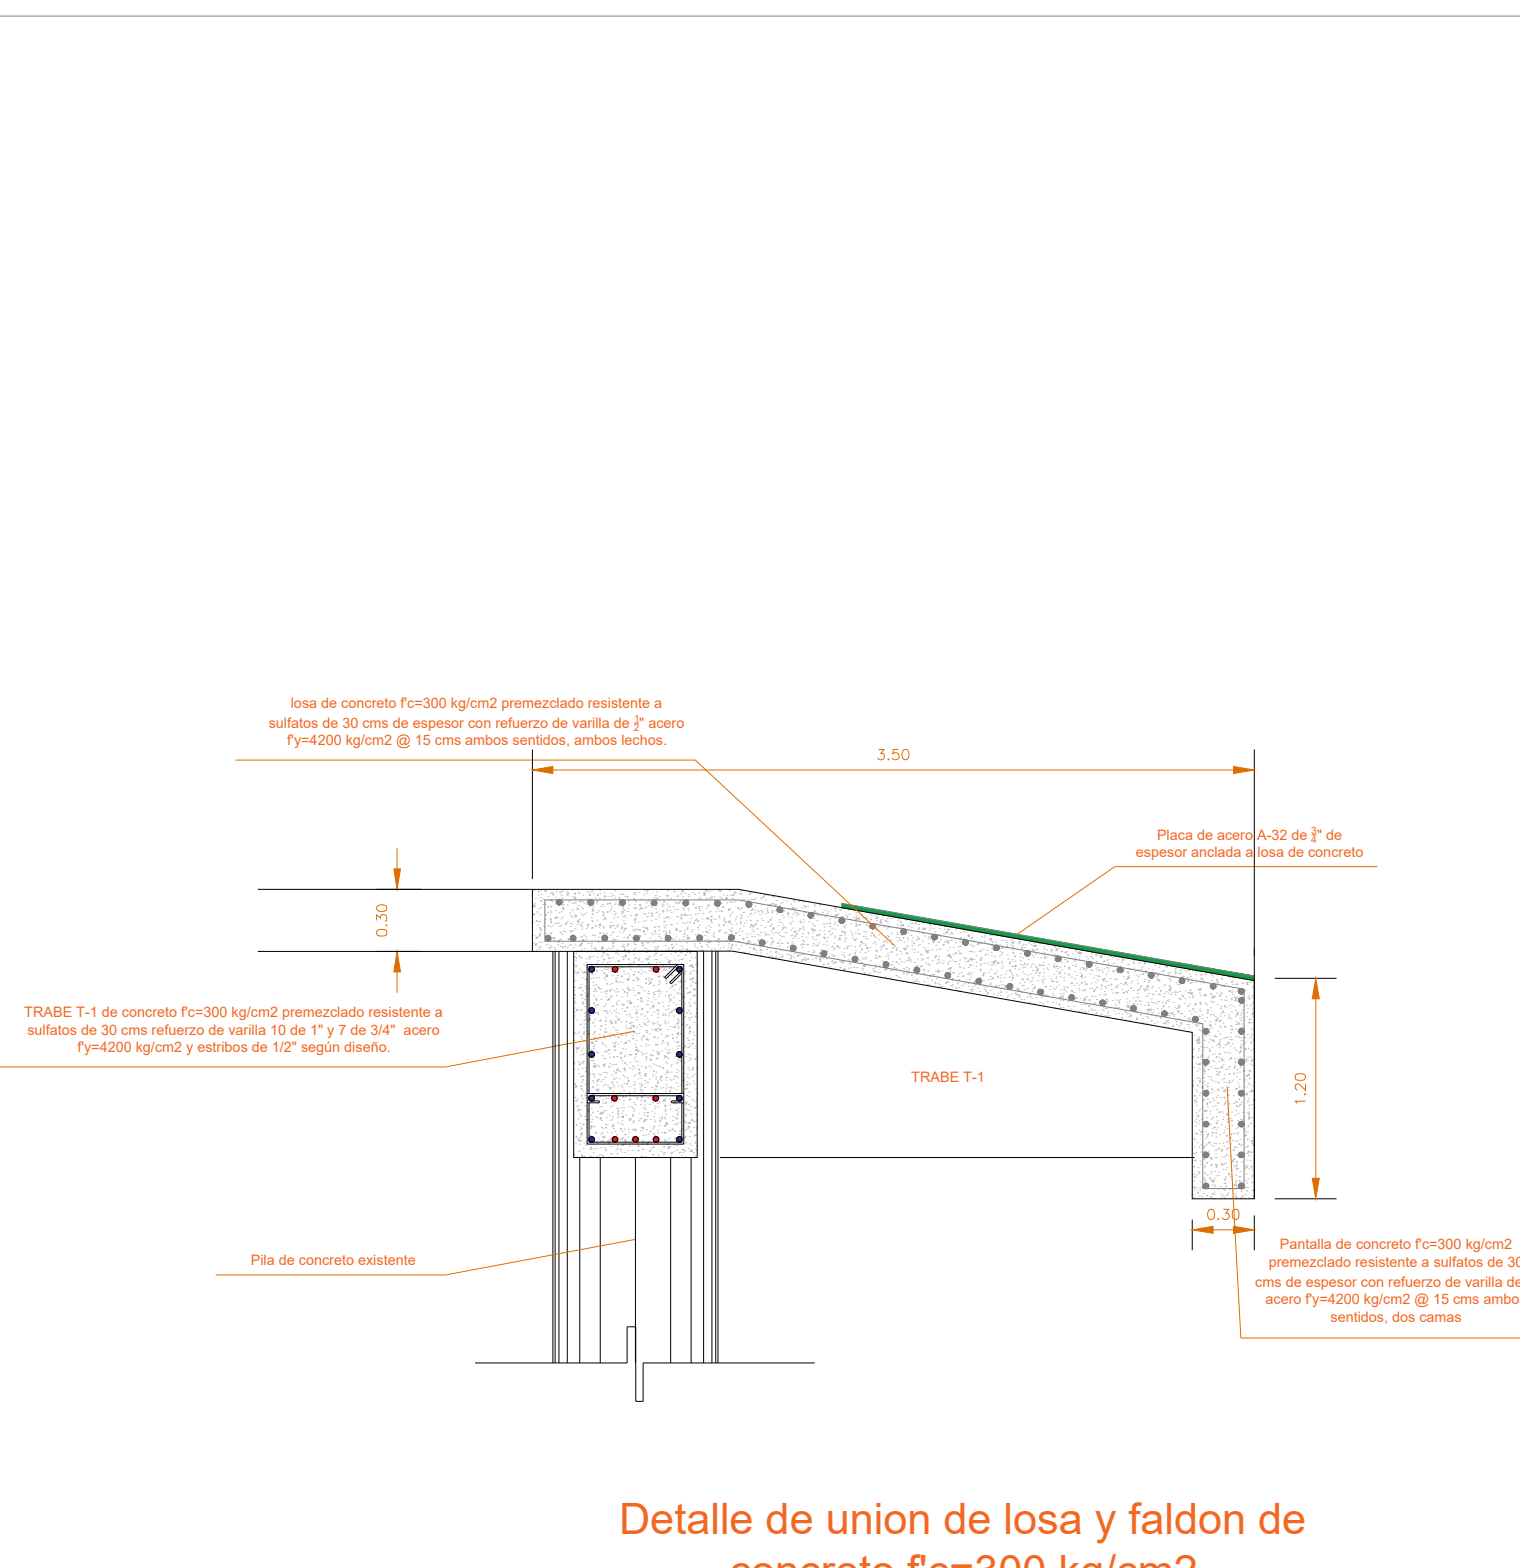 losa de concreto f'c=300 kg/cm2 premezclado resistente a
sulfatos de 30 cms de espesor con refuerzo de varilla de ½" acero
f'y=4200 kg/cm2 @ 15 cms ambos sentidos, ambos lechos.
3.50
Placa de acero A-32 de ¾" de
espesor anclada a losa de concreto
0.30
TRABE T-1 de concreto f'c=300 kg/cm2 premezclado resistente a
sulfatos de 30 cms refuerzo de varilla 10 de 1" y 7 de 3/4" acero
f'y=4200 kg/cm2 y estribos de 1/2" según diseño.
TRABE T-1
1.20
0.30
Pila de concreto existente
Pantalla de concreto f'c=300 kg/cm2
premezclado resistente a sulfatos de 30
cms de espesor con refuerzo de varilla de
acero f'y=4200 kg/cm2 @ 15 cms ambo
sentidos, dos camas
Detalle de union de losa y faldon de
concreto f'c=300 kg/cm2